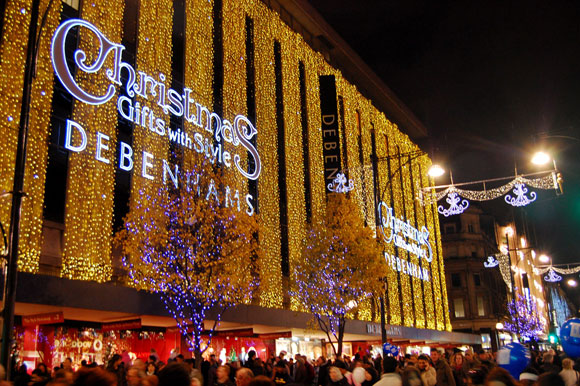 Christmas
Gifts with Style
DEBENHAMS
DEBENHAMS
Christmas
Gifts with Style
DEBENHAMS